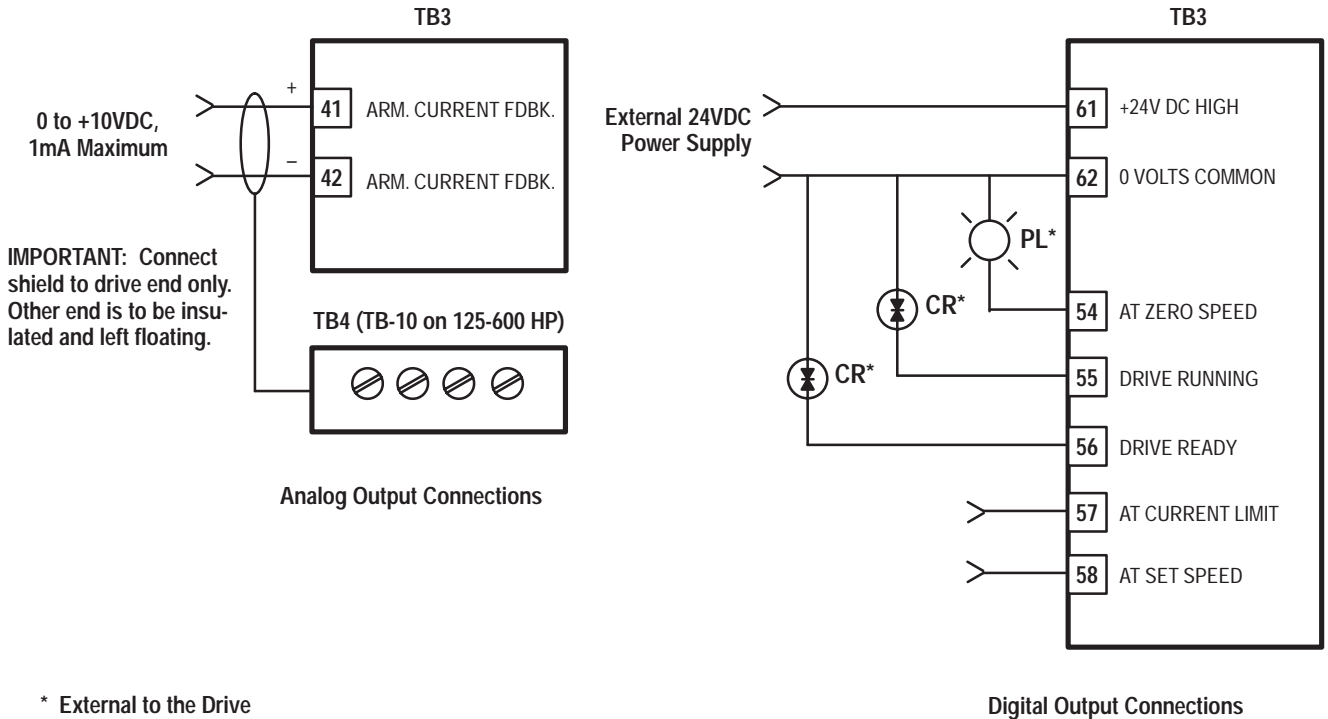 TB3
+
41 ARM. CURRENT FDBK.
0 to +10VDC,
1mA Maximum
–
42 ARM. CURRENT FDBK.
IMPORTANT: Connect
shield to drive end only.
Other end is to be insu-
lated and left floating.
TB4 (TB-10 on 125-600 HP)
Analog Output Connections
* External to the Drive
TB3
External 24VDC
Power Supply
61 +24V DC HIGH
62 0 VOLTS COMMON
PL*
54 AT ZERO SPEED
CR*
55 DRIVE RUNNING
CR*
56 DRIVE READY
57 AT CURRENT LIMIT
58 AT SET SPEED
Digital Output Connections